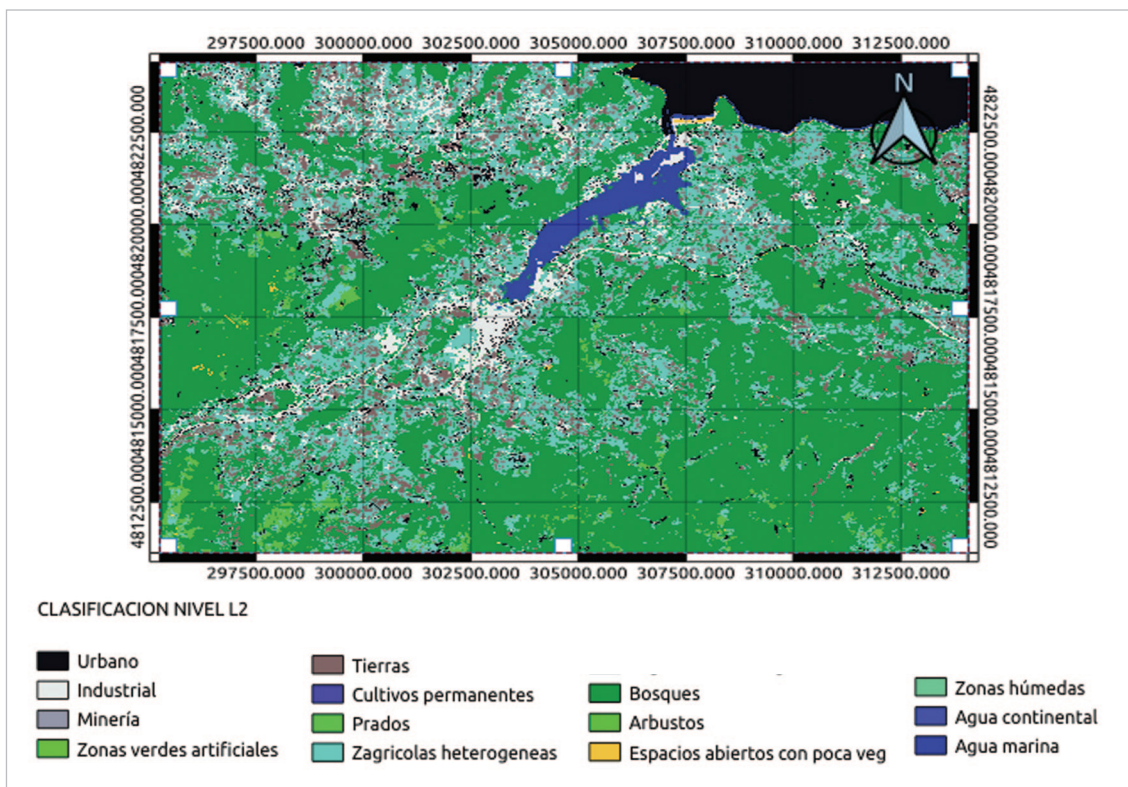 297500.000 300000.000 302500.000 305000.000 307500.000 310000.000 312500.000
N
4812500.000 4815000.000 4817500.000 4820000.000 4822500.000
4822500.000 4820000.000 4817500.000 4815000.000 4812500.000
297500.000 300000.000 302500.000 305000.000 307500.000 310000.000 312500.000
CLASIFICACION NIVEL L2
Urbano
Industrial
Minería
Zonas verdes artificiales
Tierras
Cultivos permanentes
Prados
Zagricolas heterogeneas
Bosques
Arbustos
Espacios abiertos con poca veg
Zonas húmedas
Agua continental
Agua marina